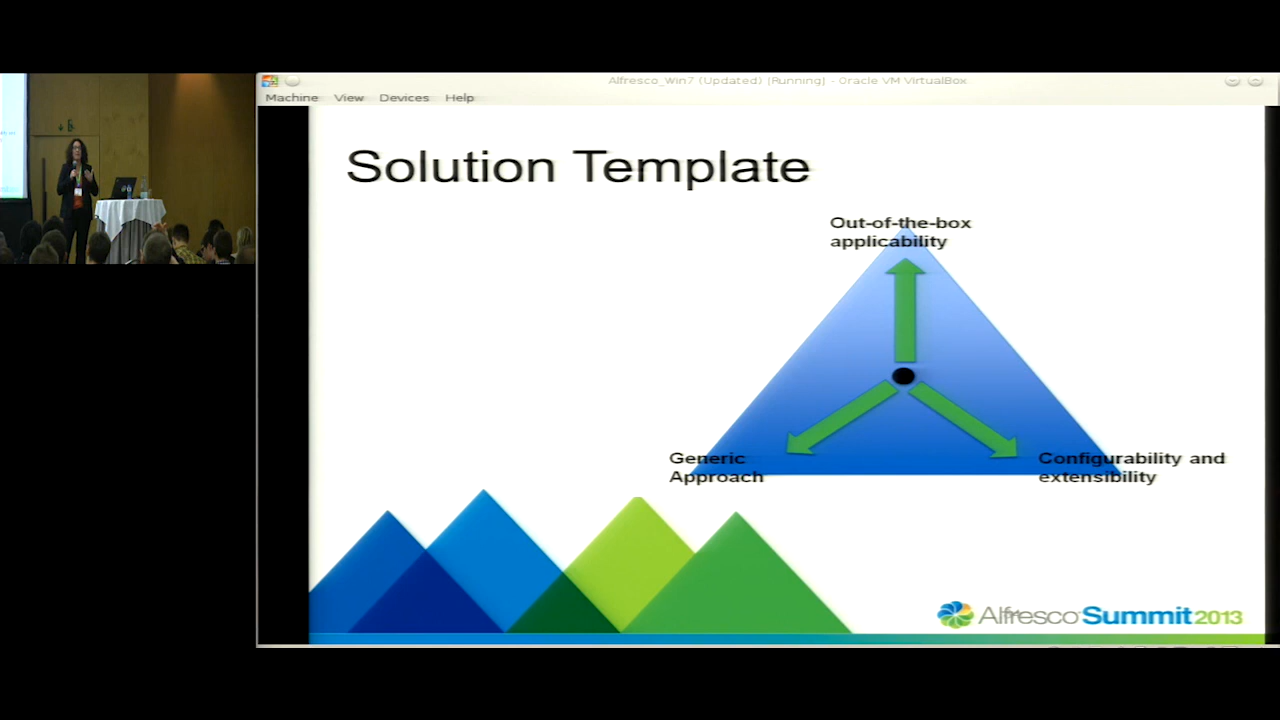 Alfresco_Win7 (Updated) [Running] - Oracle VM VirtualBox
Machine View Devices Help
Solution Template
Out-of-the-box
applicability
Generic
Approach
Configurability and
extensibility
Alfresco Summit 2013